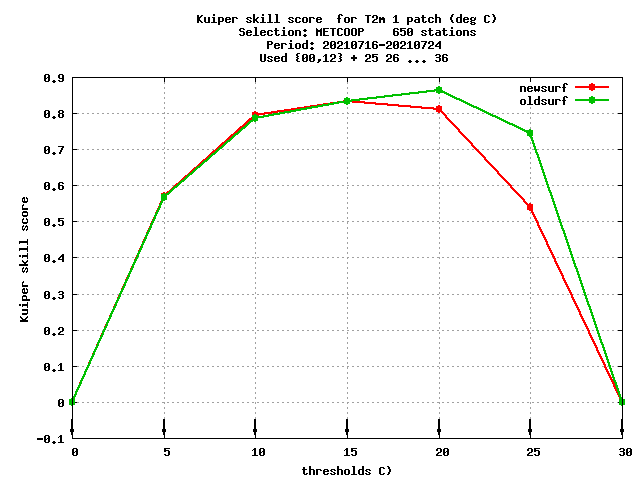 Kuiper skill score  for T2m 1 patch (deg C)
Selection: METCOOP    650 stations
Period: 20210716-20210724
Used {00,12} + 25 26 ... 36
newsurf
oldsurf
0.9
0.8
0.7
0.6
0.5
0.4
0.3
0.2
0.1
0
-0.1
Kuiper skill score
0 5 10 15 20 25 30
thresholds C)